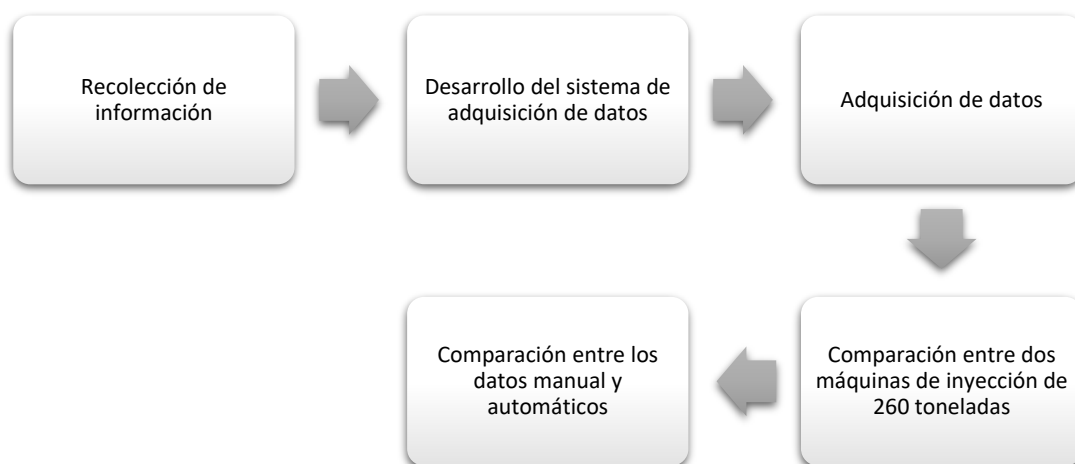 Recolección de
información
Desarrollo del sistema de
adquisición de datos
Adquisición de datos
Comparación entre dos
máquinas de inyección de
260 toneladas
Comparación entre los
datos manual y
automáticos